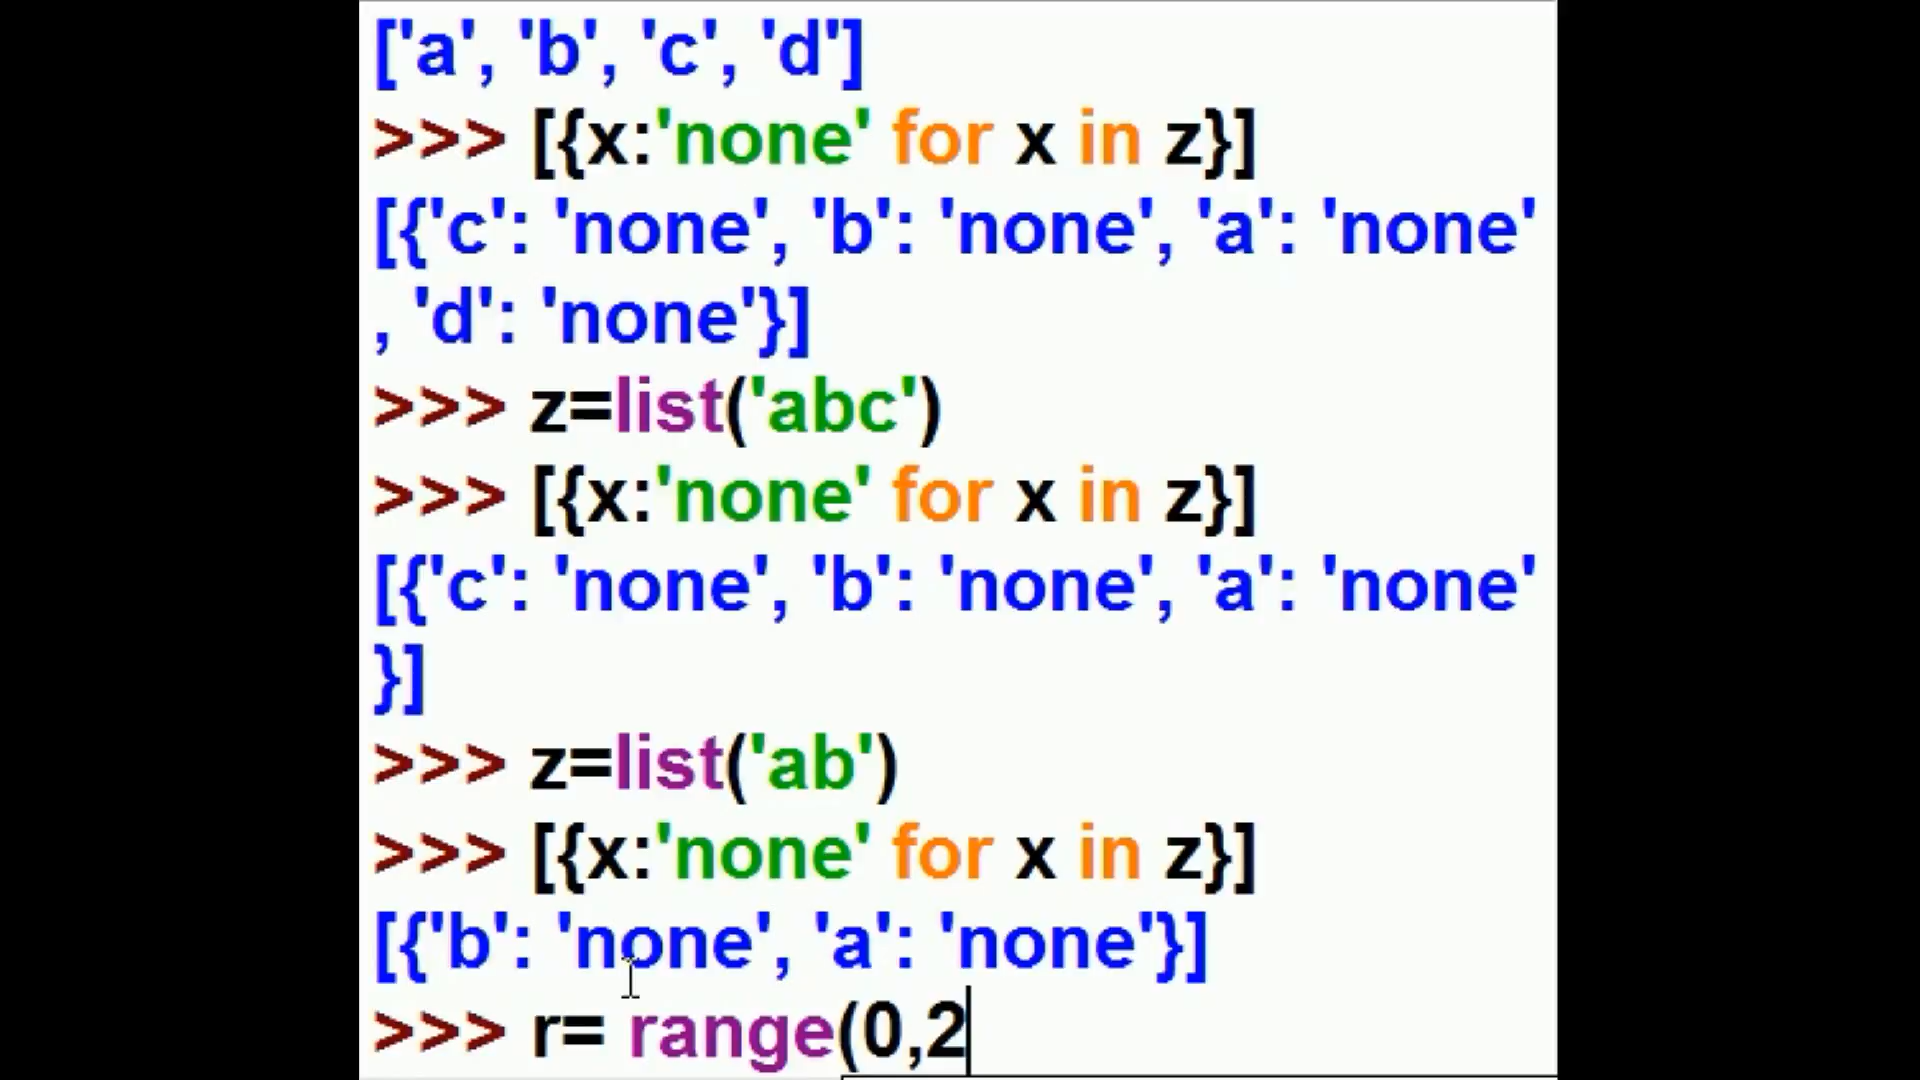 ['a', 'b', 'c', 'd']
>>> [{x:'none' for x in z}]
[{'c': 'none', 'b': 'none', 'a': 'none'
, 'd': 'none'}]
>>> z=list('abc')
>>> [{x:'none' for x in z}]
[{'c': 'none', 'b': 'none', 'a': 'none'
}]
>>> z=list('ab')
>>> [{x:'none' for x in z}]
[{'b': 'none', 'a': 'none'}]
>>> r= range(0,2